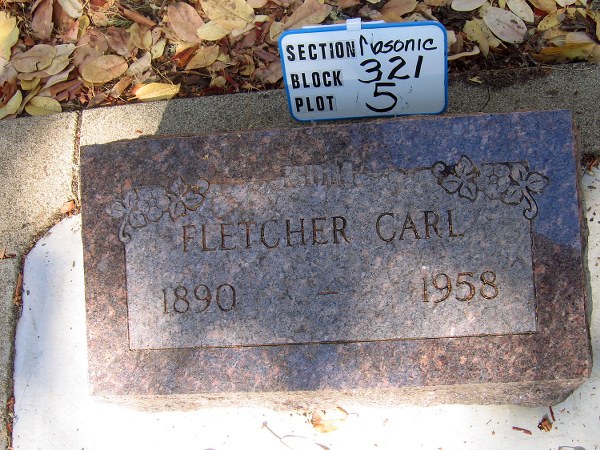 SECTION Masonic
BLOCK 321
PLOT 5
FLETCHER CARL
1890 — 1958